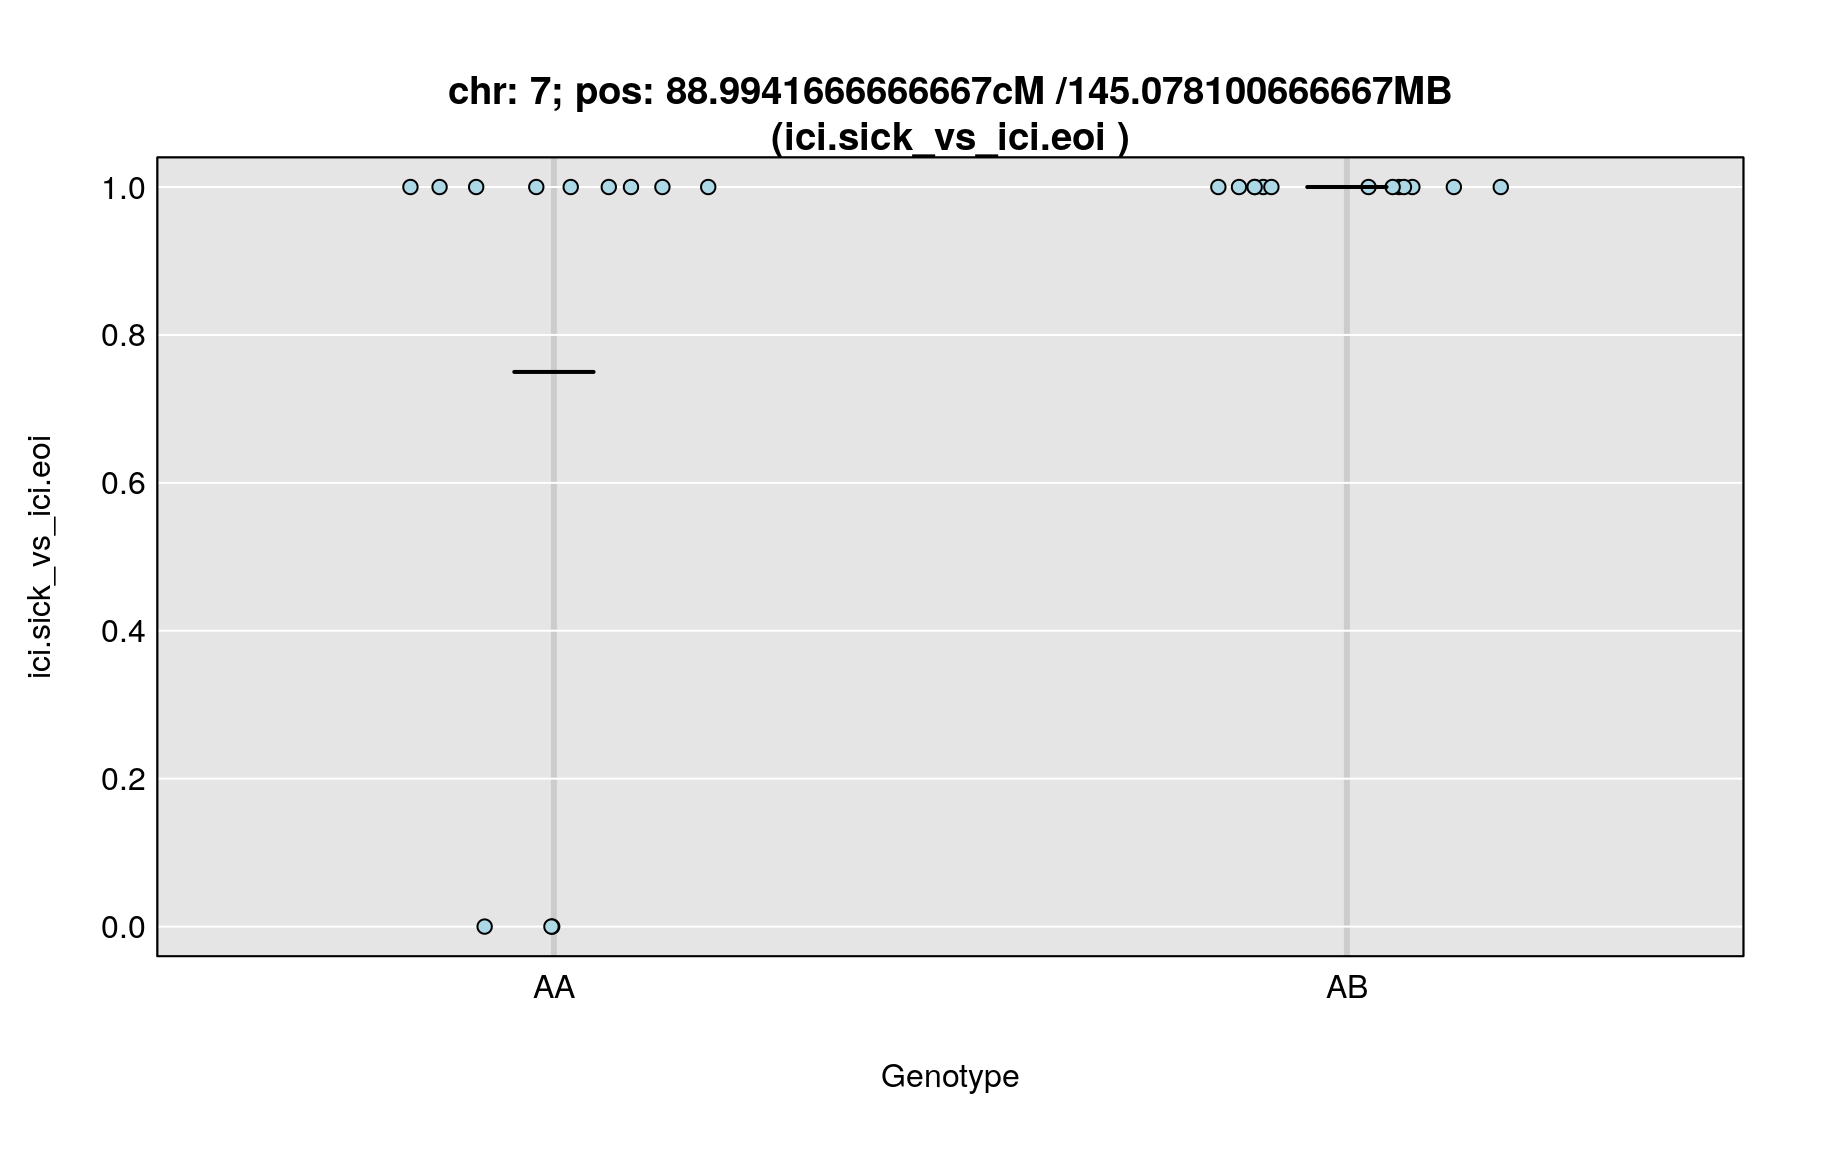 chr: 7; pos: 88.9941666666667cM /145.078100666667MB
(ici.sick_vs_ici.eoi )
ici.sick_vs_ici.eoi
1.0
0.8
0.6
0.4
0.2
0.0
AA AB
Genotype